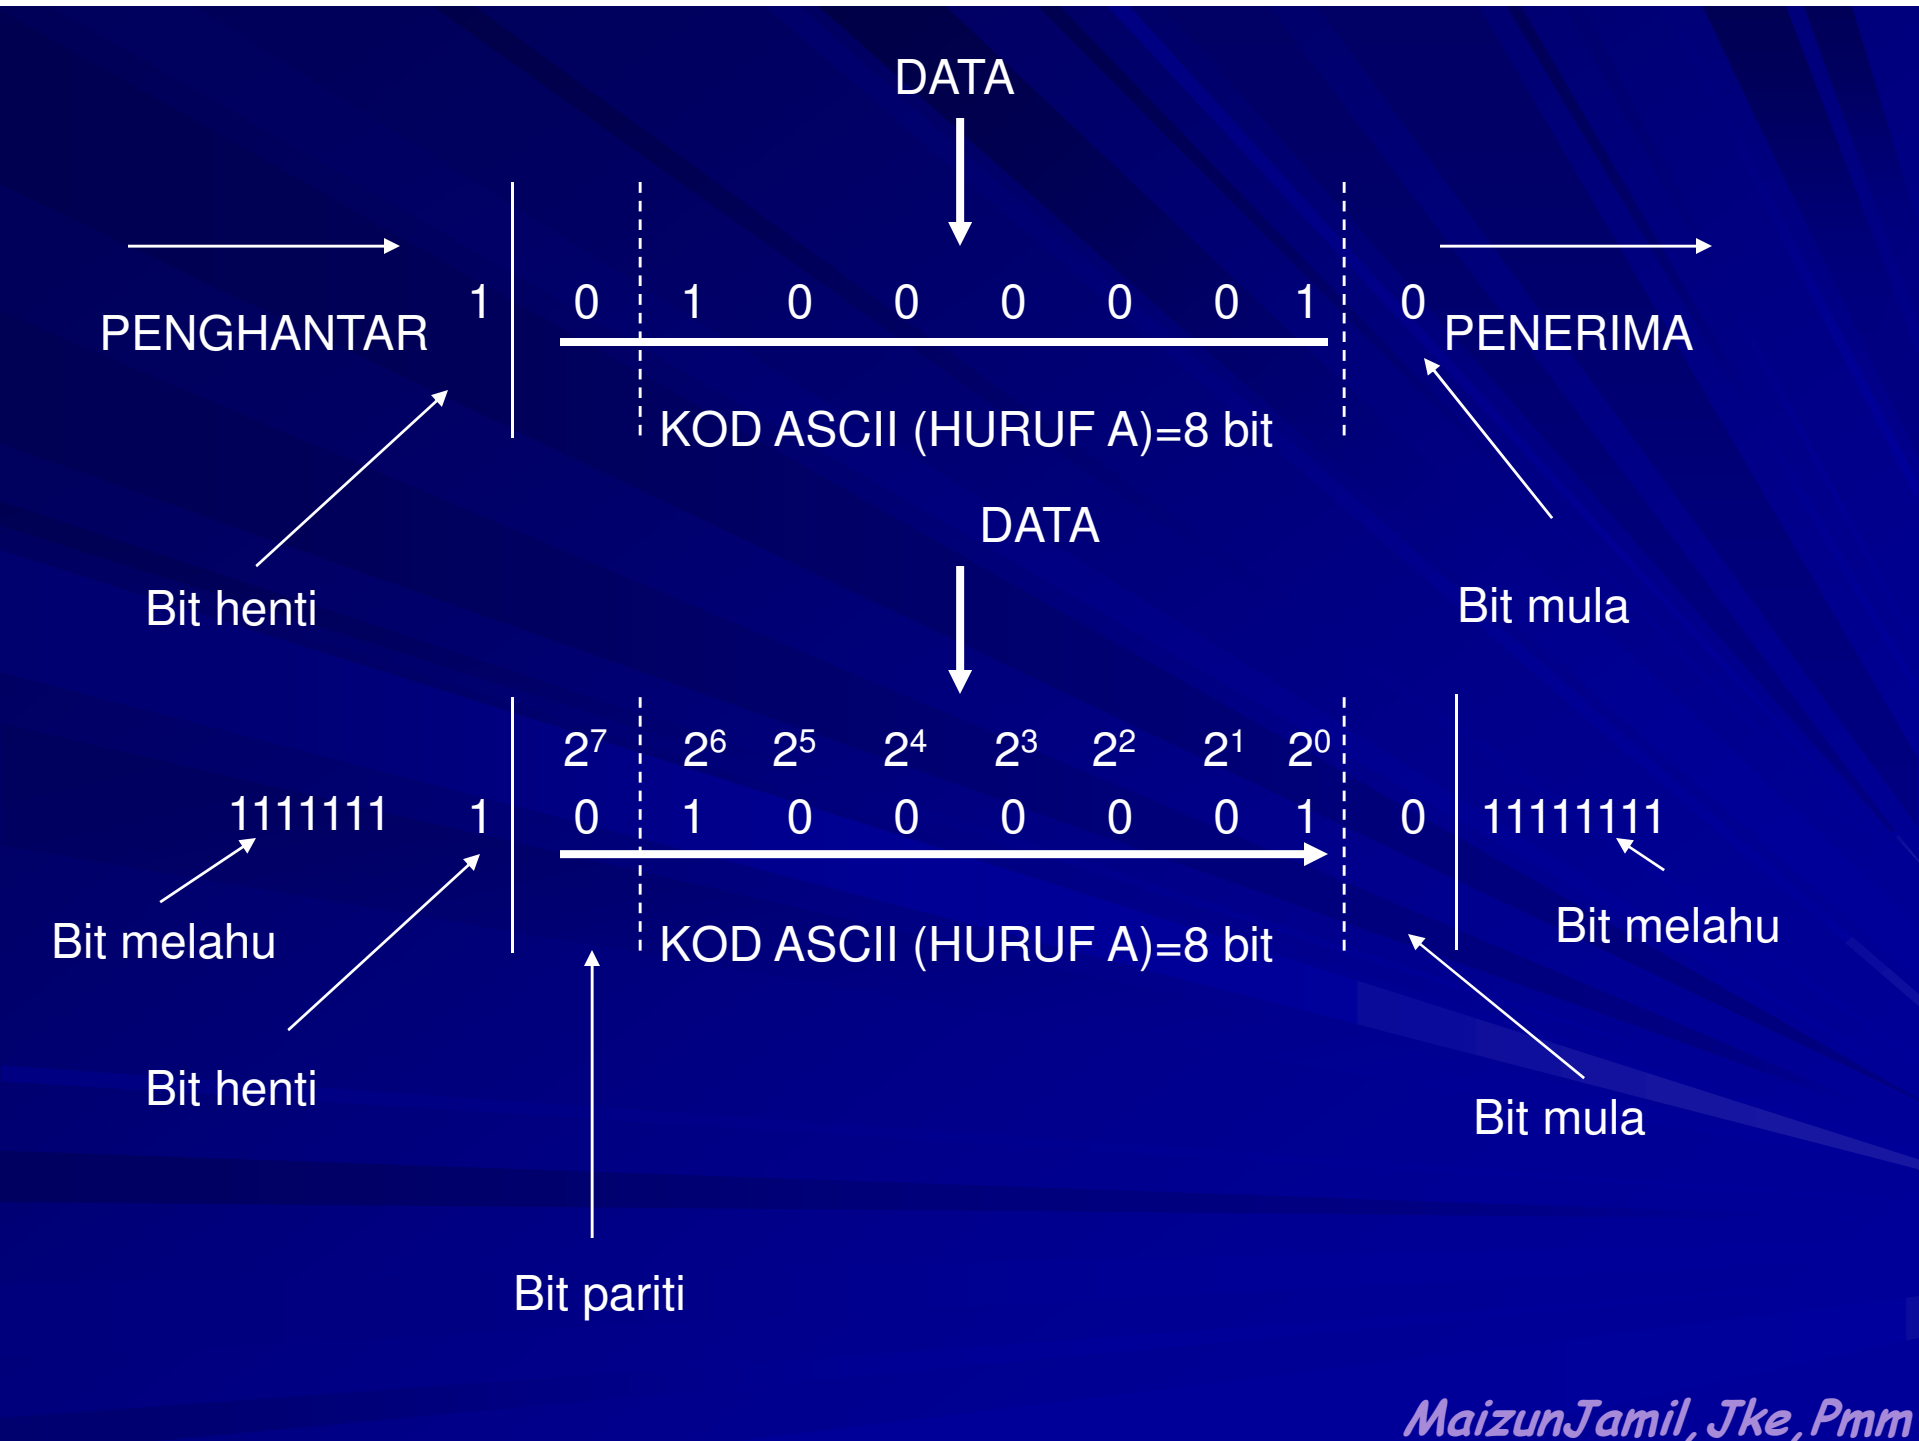 DATA
1 0 1 0 0 0 0 0 1 0
PENGHANTAR PENERIMA
KOD ASCII (HURUF A)=8 bit
DATA
Bit henti Bit mula
2⁷ 2⁶ 2⁵ 2⁴ 2³ 2² 2¹ 2⁰
1111111 1 0 1 0 0 0 0 0 1 0 11111111
Bit melahu KOD ASCII (HURUF A)=8 bit Bit melahu
Bit henti Bit mula
Bit pariti
MaizunJamil,Jke,Pmm